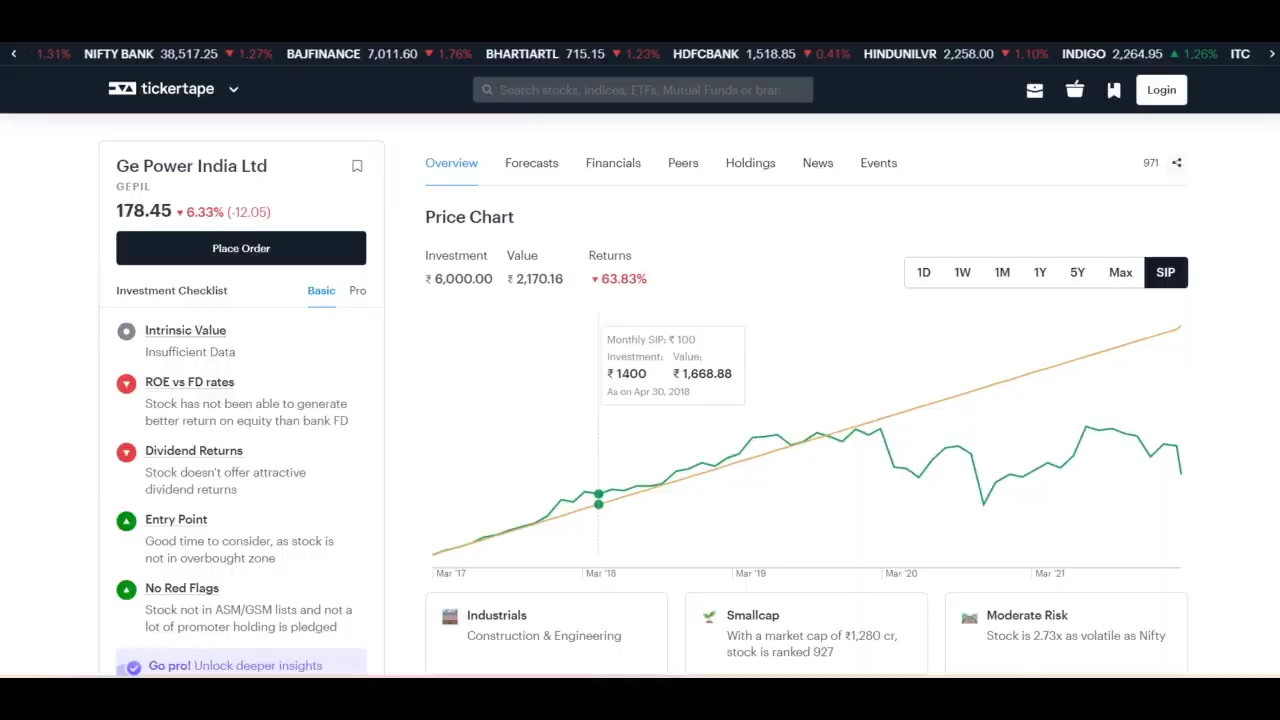 1.31% NIFTY BANK 38,517.25 ▼ 1.27% BAJFINANCE 7,011.60 ▼ 1.76% BHARTIARTL 715.15 ▼ 1.23% HDFCBANK 1,518.85 ▼ 0.41% HINDUNILVR 2,258.00 ▼ 1.10% INDIGO 2,264.95 ▲ 1.26% ITC
tickertape
Search stocks, indices, ETFs, Mutual Funds or bran
Login
Ge Power India Ltd
GEPIL
178.45 ▼ 6.33% (-12.05)
Place Order
Investment Checklist Basic Pro
Intrinsic Value
Insufficient Data
ROE vs FD rates
Stock has not been able to generate
better return on equity than bank FD
Dividend Returns
Stock doesn't offer attractive
dividend returns
Entry Point
Good time to consider, as stock is
not in overbought zone
No Red Flags
Stock not in ASM/GSM lists and not a
lot of promoter holding is pledged
Go pro! Unlock deeper insights
Overview Forecasts Financials Peers Holdings News Events 971
Price Chart
Investment Value Returns
₹ 6,000.00 ₹ 2,170.16 ▼ 63.83%
1D 1W 1M 1Y 5Y Max SIP
Monthly SIP: ₹ 100
Investment: Value:
₹ 1400 ₹ 1,668.88
As on Apr 30, 2018
Mar '17 Mar '18 Mar '19 Mar '20 Mar '21
Industrials
Construction & Engineering
Smallcap
With a market cap of ₹1,280 cr,
stock is ranked 927
Moderate Risk
Stock is 2.73x as volatile as Nifty